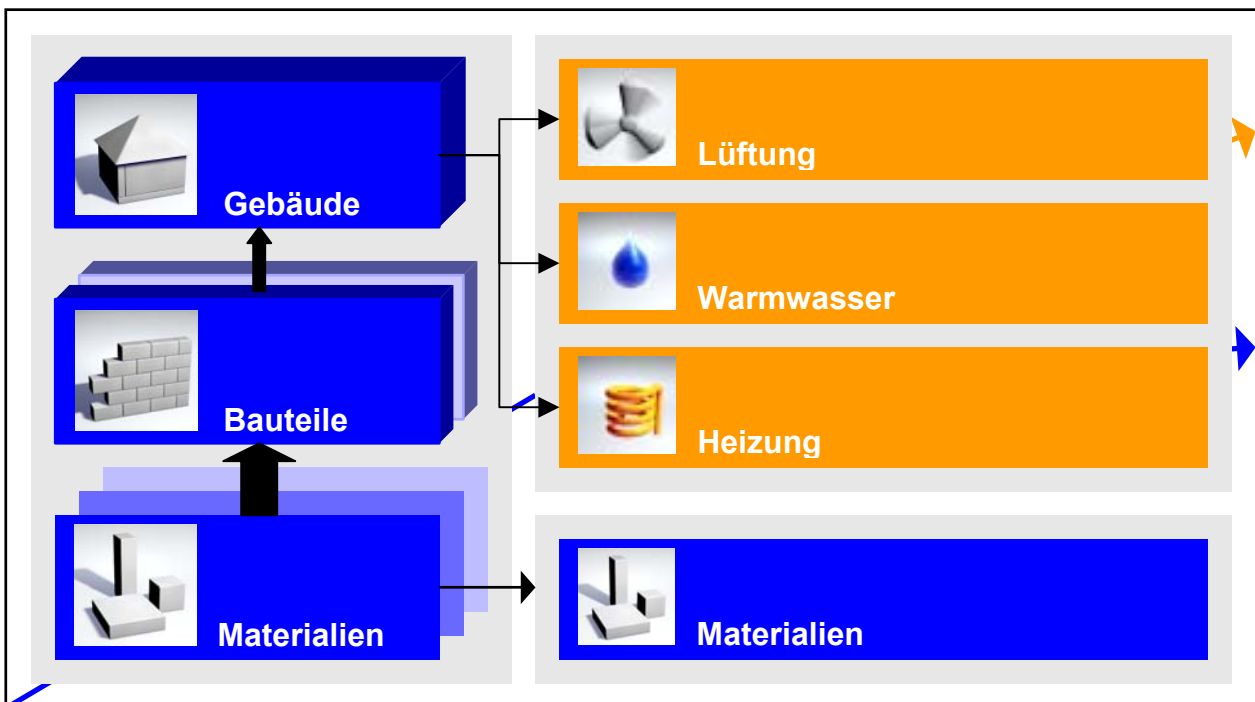 Gebäude
Bauteile
Materialien
Lüftung
Warmwasser
Heizung
Materialien